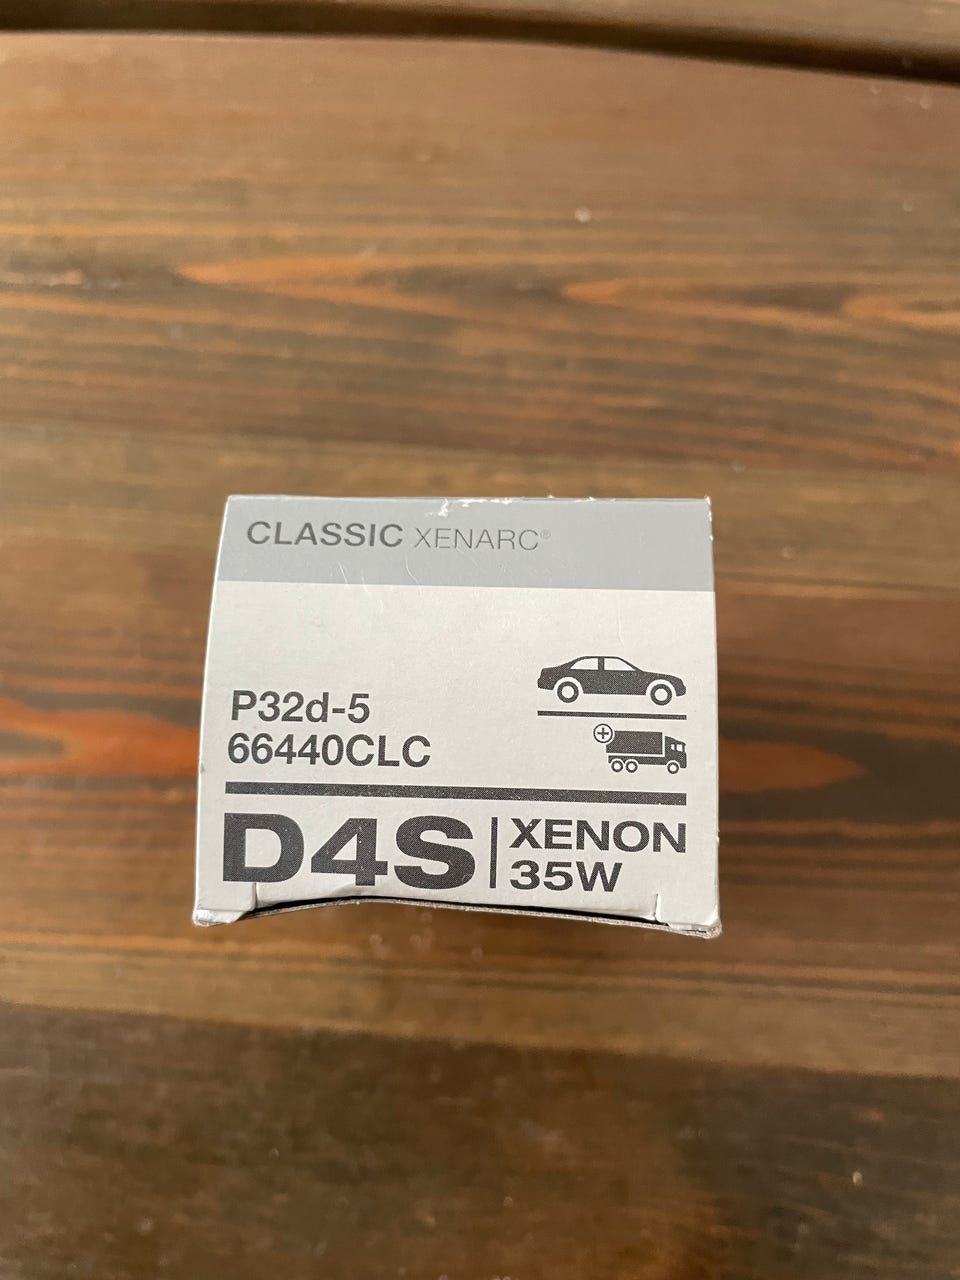 CLASSIC XENARC®
P32d-5
66440CLC
D4S | XENON
35W